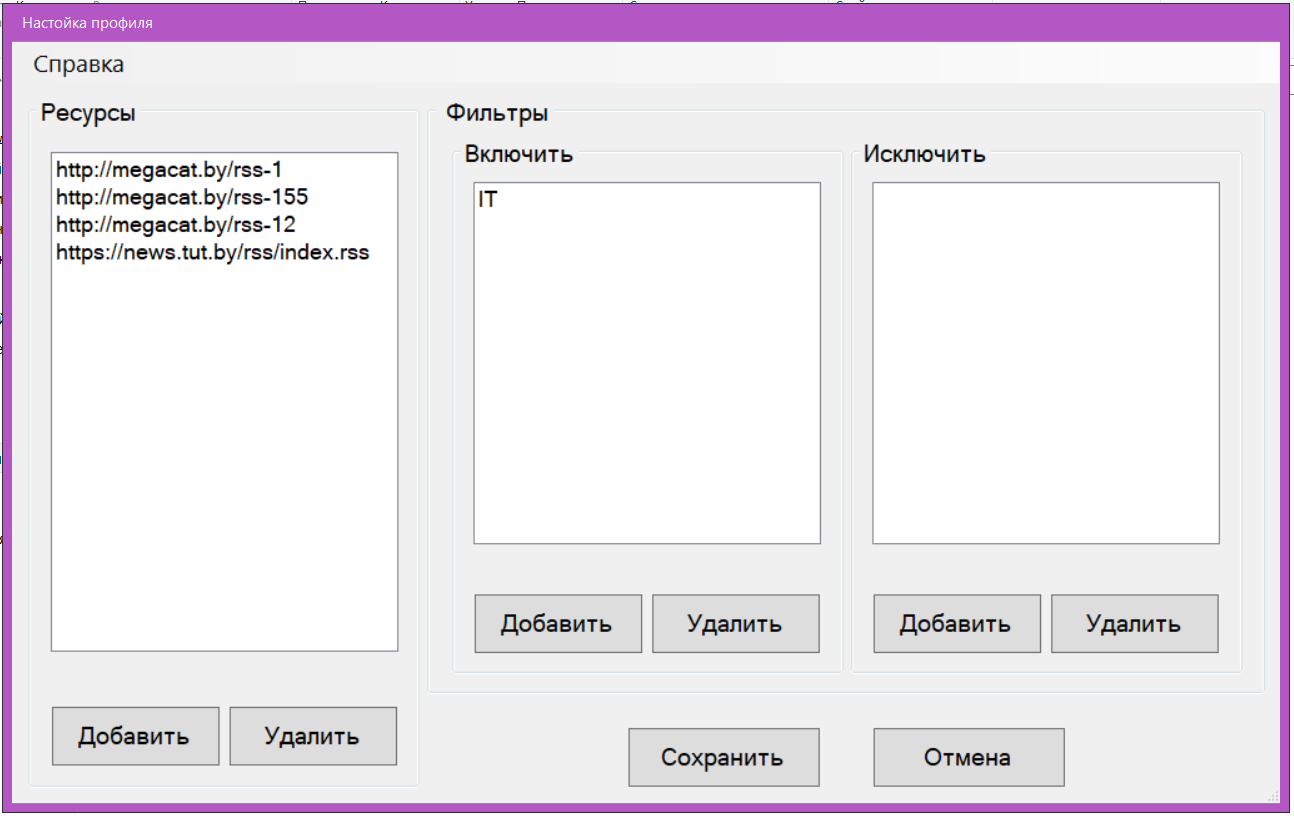 Настойка профиля
Справка
Ресурсы
http://megacat.by/rss-1
http://megacat.by/rss-155
http://megacat.by/rss-12
https://news.tut.by/rss/index.rss
Добавить
Удалить
Фильтры
Включить
IT
Добавить
Удалить
Исключить
Добавить
Удалить
Сохранить
Отмена